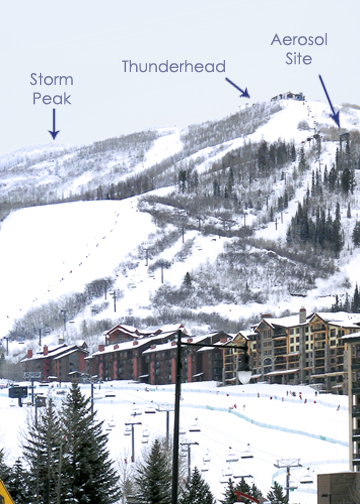 Storm
Peak
Thunderhead
Aerosol
Site